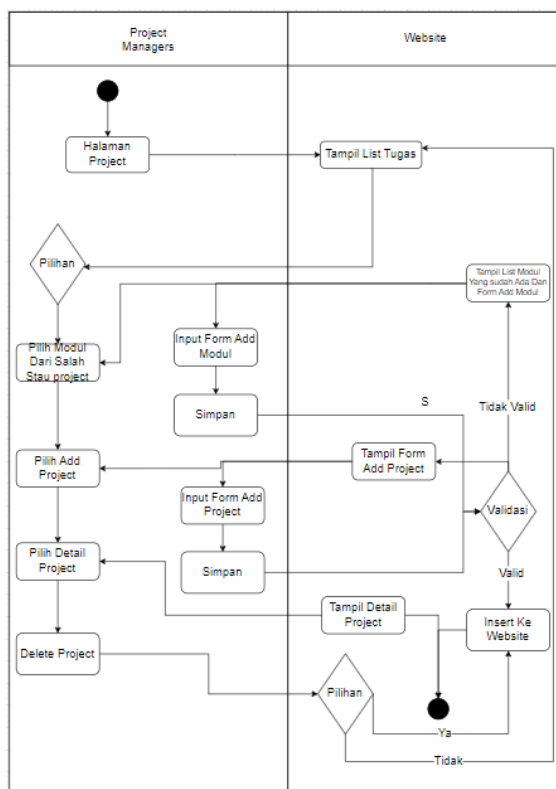 Project
Managers
Website
Halaman
Project
Tampil List Tugas
Pilihan
Tampil List Modul
Yang sudah Ada Dan
Form Add Modul
Pilih Modul
Dari Salah
Stau project
Input Form Add
Modul
Simpan
S
Tidak Valid
Tampil Form
Add Project
Pilih Add
Project
Input Form Add
Project
Validasi
Pilih Detail
Project
Simpan
Valid
Tampil Detail
Project
Insert Ke
Website
Delete Project
Pilihan
Ya
Tidak